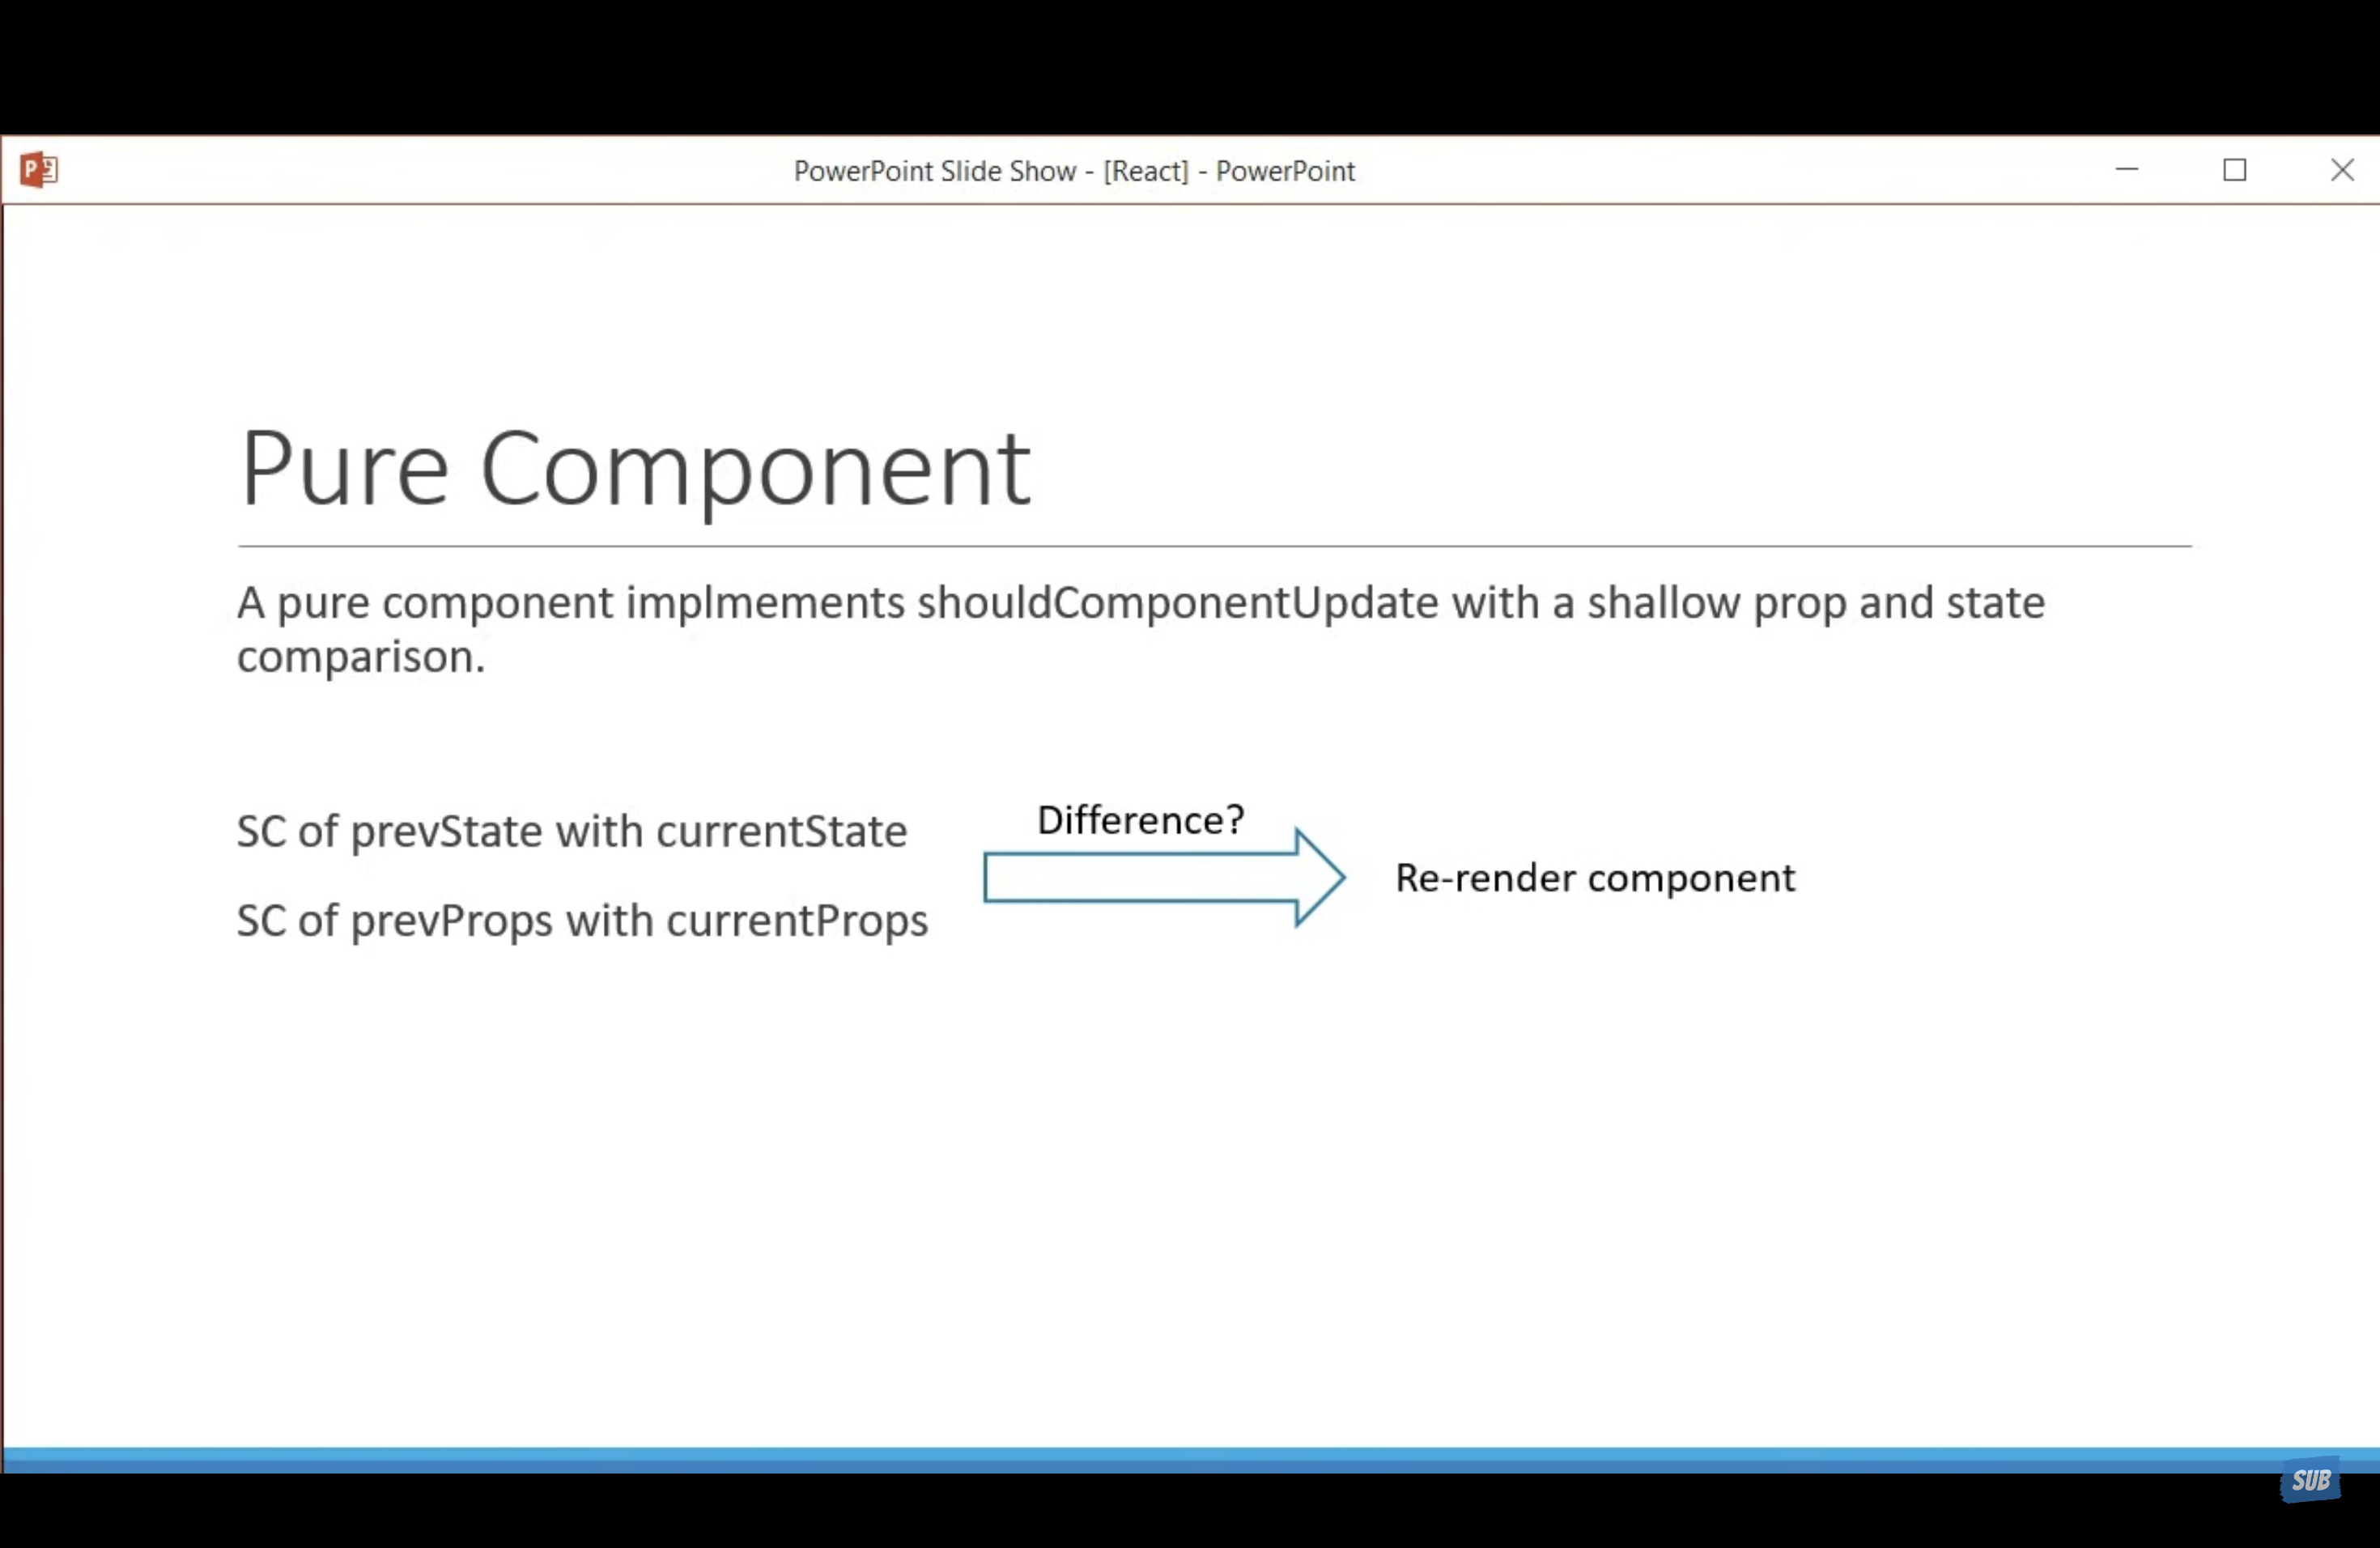 PowerPoint Slide Show - [React] - PowerPoint
Pure Component
A pure component implmements shouldComponentUpdate with a shallow prop and state
comparison.
SC of prevState with currentState
Difference?
Re-render component
SC of prevProps with currentProps
SUB